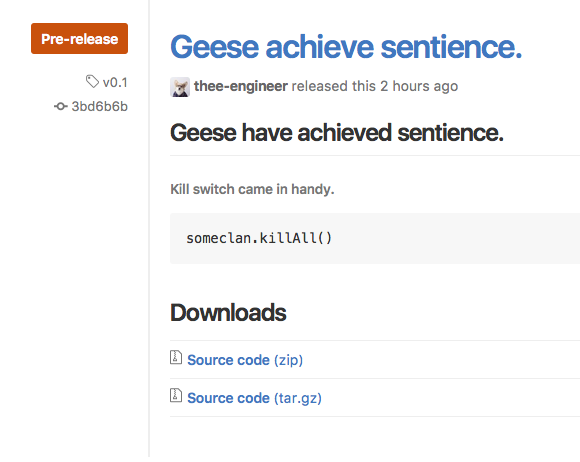 Pre-release
v0.1
3bd6b6b
Geese achieve sentience.
thee-engineer released this 2 hours ago
Geese have achieved sentience.
Kill switch came in handy.
someclan.killAll()
Downloads
Source code (zip)
Source code (tar.gz)